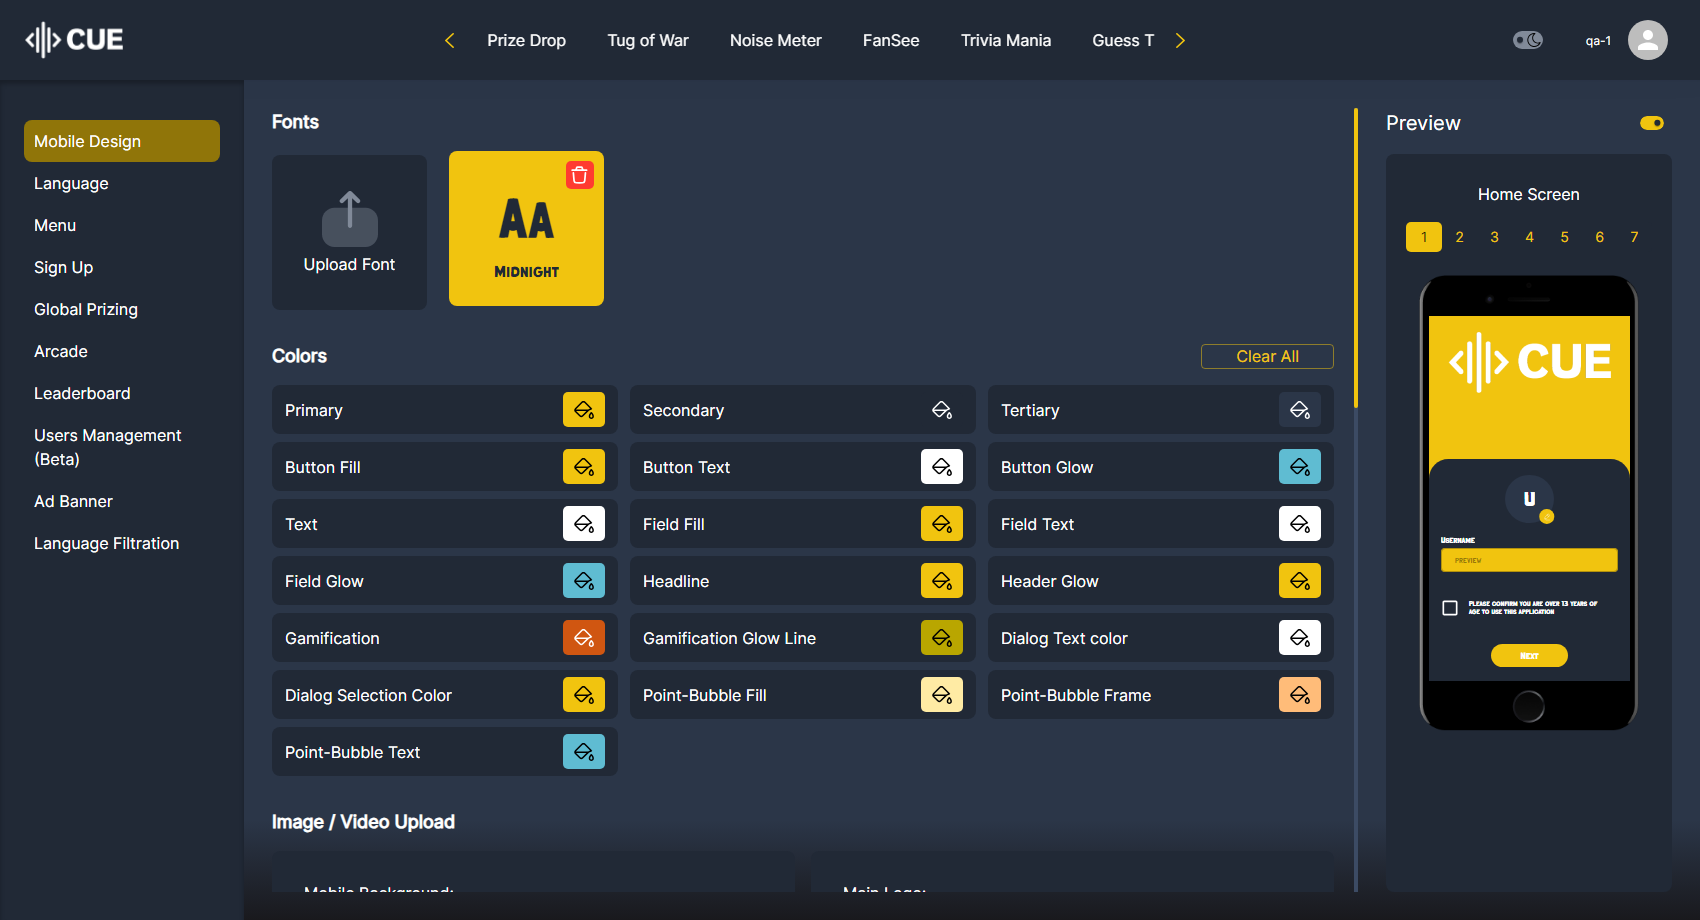 CUE
Prize Drop
Tug of War
Noise Meter
FanSee
Trivia Mania
Guess T
qa-1
Mobile Design
Language
Menu
Sign Up
Global Prizing
Arcade
Leaderboard
Users Management
(Beta)
Ad Banner
Language Filtration
Fonts
Upload Font
Aa
Midnight
Colors
Clear All
Primary
Secondary
Tertiary
Button Fill
Button Text
Button Glow
Text
Field Fill
Field Text
Field Glow
Headline
Header Glow
Gamification
Gamification Glow Line
Dialog Text color
Dialog Selection Color
Point-Bubble Fill
Point-Bubble Frame
Point-Bubble Text
Image / Video Upload
Mobile Background:
Main Logo:
Preview
Home Screen
1 2 3 4 5 6 7
CUE
U
Username
PREVIEW
Please confirm you are over 13 years of
age to use this application
Next